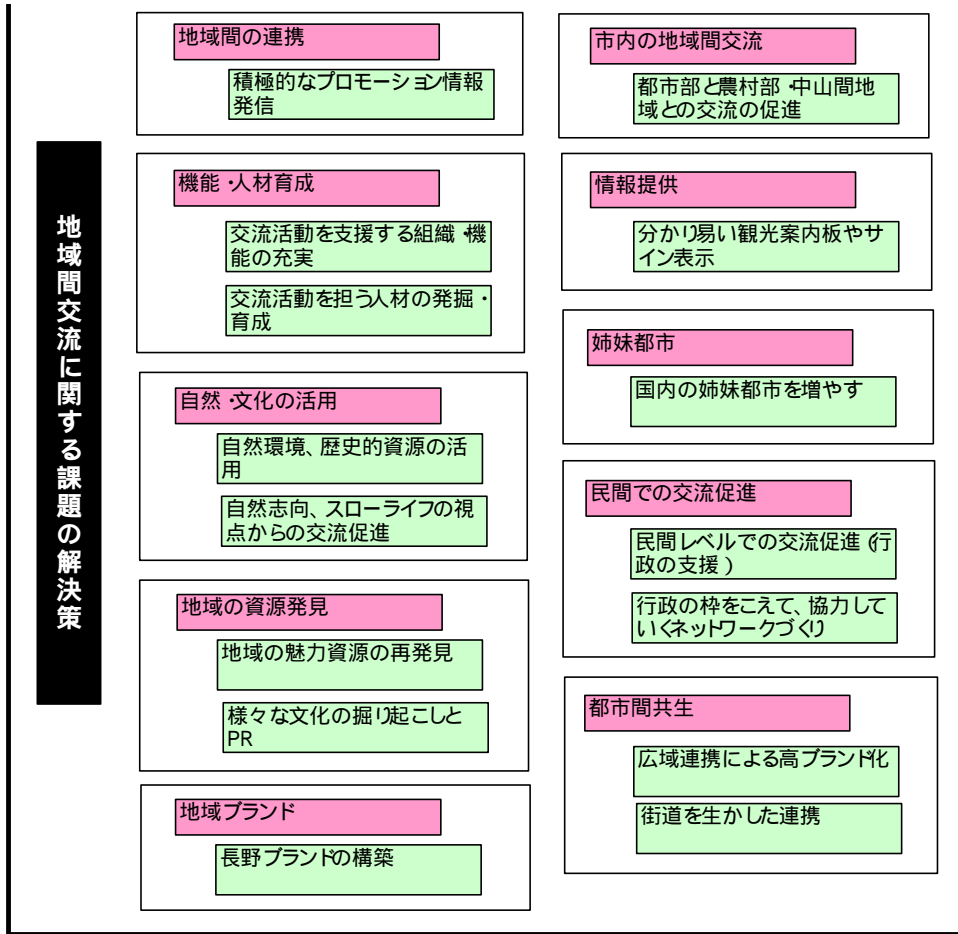 地域間交流に関する課題の解決策
地域間の連携
積極的なプロモーション情報
発信
機能・人材育成
交流活動を支援する組織・機
能の充実
交流活動を担う人材の発掘・
育成
自然・文化の活用
自然環境、歴史的資源の活
用
自然志向、スローライフの視
点からの交流促進
地域の資源発見
地域の魅力資源の再発見
様々な文化の掘り起こしと
PR
地域ブランド
長野ブランドの構築
市内の地域間交流
都市部と農村部・中山間地
域との交流の促進
情報提供
分かり易い観光案内板やサ
イン表示
姉妹都市
国内の姉妹都市を増やす
民間での交流促進
民間レベルでの交流促進（行
政の支援）
行政の枠をこえて、協力して
いくネットワークづくり
都市間共生
広域連携による高ブランド化
街道を生かした連携